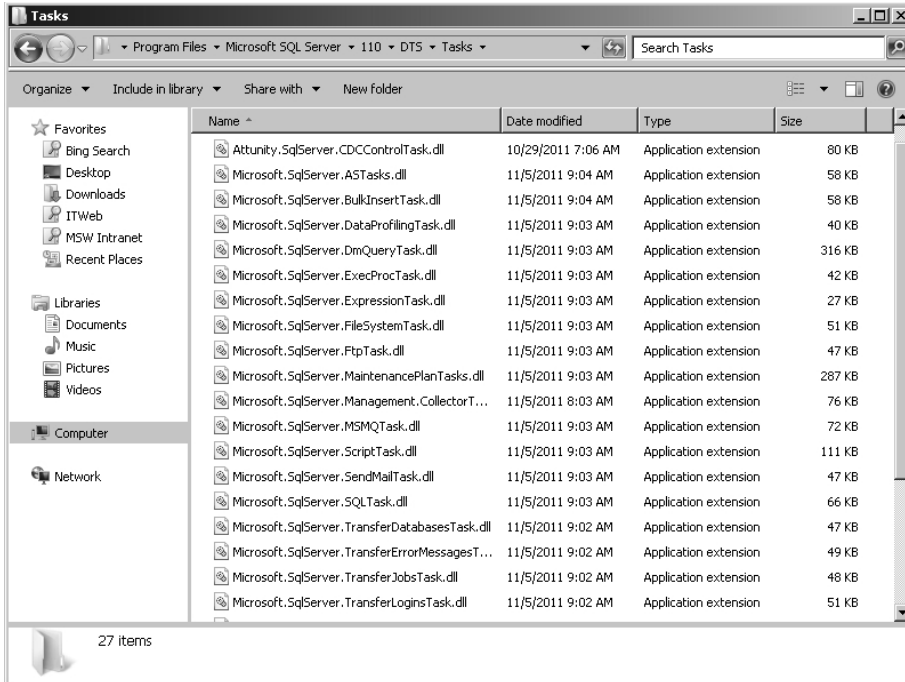 Tasks
Program Files Microsoft SQL Server 110 DTS Tasks Search Tasks
Organize Include in library Share with New folder
Favorites
Bing Search
Desktop
Downloads
ITWeb
MSW Intranet
Recent Places
Libraries
Documents
Music
Pictures
Videos
Computer
Network
Name Date modified Type Size
Attunity.SqlServer.CDCControlTask.dll 10/29/2011 7:06 AM Application extension 80 KB
Microsoft.SqlServer.ASTasks.dll 11/5/2011 9:04 AM Application extension 58 KB
Microsoft.SqlServer.BulkInsertTask.dll 11/5/2011 9:04 AM Application extension 58 KB
Microsoft.SqlServer.DataProfilingTask.dll 11/5/2011 9:03 AM Application extension 40 KB
Microsoft.SqlServer.DmQueryTask.dll 11/5/2011 9:03 AM Application extension 316 KB
Microsoft.SqlServer.ExecProcTask.dll 11/5/2011 9:03 AM Application extension 42 KB
Microsoft.SqlServer.ExpressionTask.dll 11/5/2011 9:03 AM Application extension 27 KB
Microsoft.SqlServer.FileSystemTask.dll 11/5/2011 9:03 AM Application extension 51 KB
Microsoft.SqlServer.FtpTask.dll 11/5/2011 9:03 AM Application extension 47 KB
Microsoft.SqlServer.MaintenancePlanTasks.dll 11/5/2011 9:03 AM Application extension 287 KB
Microsoft.SqlServer.Management.CollectorT... 11/5/2011 8:03 AM Application extension 76 KB
Microsoft.SqlServer.MSMQTask.dll 11/5/2011 9:03 AM Application extension 72 KB
Microsoft.SqlServer.ScriptTask.dll 11/5/2011 9:03 AM Application extension 111 KB
Microsoft.SqlServer.SendMailTask.dll 11/5/2011 9:03 AM Application extension 47 KB
Microsoft.SqlServer.SQLTask.dll 11/5/2011 9:03 AM Application extension 66 KB
Microsoft.SqlServer.TransferDatabasesTask.dll 11/5/2011 9:02 AM Application extension 47 KB
Microsoft.SqlServer.TransferErrorMessagesT... 11/5/2011 9:02 AM Application extension 49 KB
Microsoft.SqlServer.TransferJobsTask.dll 11/5/2011 9:02 AM Application extension 48 KB
Microsoft.SqlServer.TransferLoginsTask.dll 11/5/2011 9:02 AM Application extension 51 KB
27 items